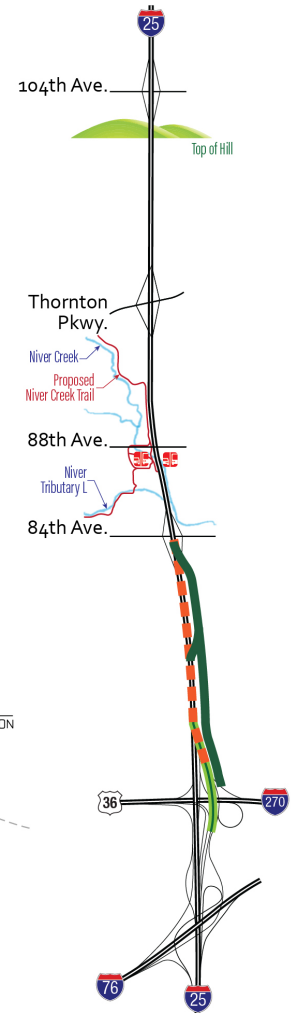 25
104th Ave.
Top of Hill
Thornton
Pkwy.
Niver Creek
Proposed
Niver Creek Trail
88th Ave.
Niver
Tributary L
84th Ave.
ON
36
270
76
25